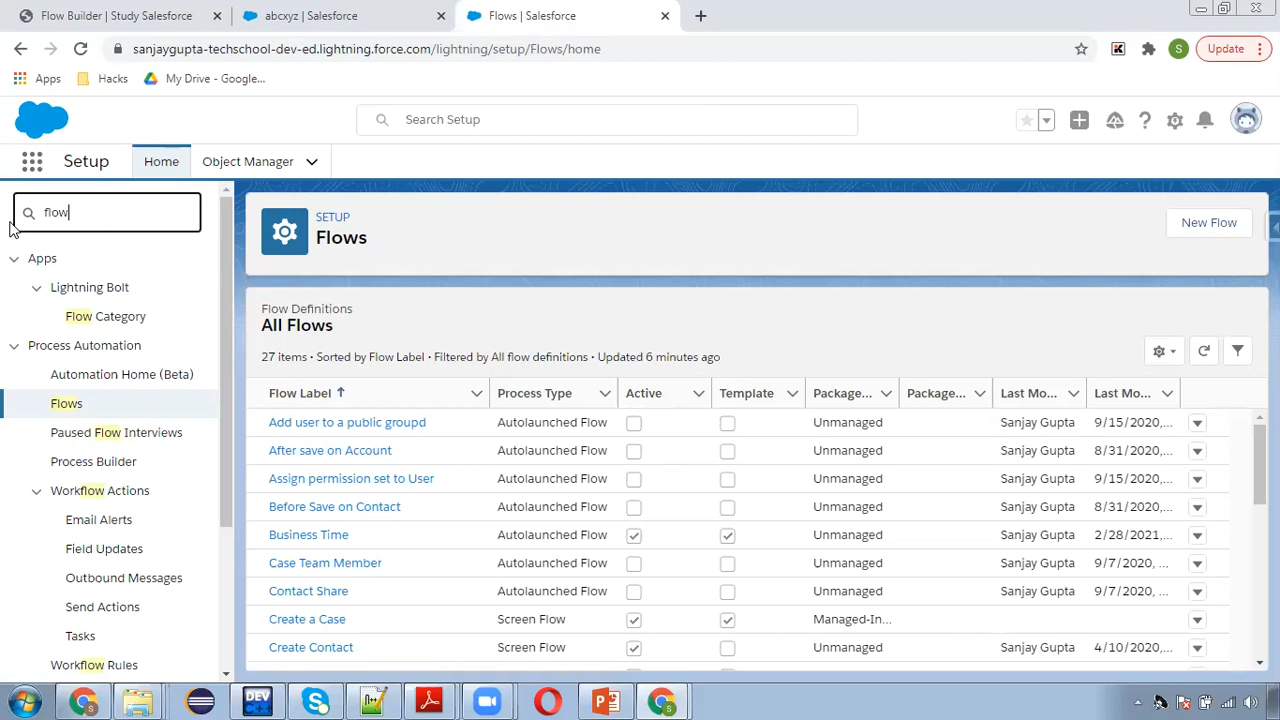 Flow Builder | Study Salesforce
abcxyz | Salesforce
Flows | Salesforce
sanjaygupta-techschool-dev-ed.lightning.force.com/lightning/setup/Flows/home
S
Update
Apps
Hacks
My Drive - Google...
Search Setup
Setup
Home
Object Manager
flow
SETUP
Flows
New Flow
Apps
Lightning Bolt
Flow Category
Process Automation
Automation Home (Beta)
Flows
Paused Flow Interviews
Process Builder
Workflow Actions
Email Alerts
Field Updates
Outbound Messages
Send Actions
Tasks
Workflow Rules
Flow Definitions
All Flows
27 items • Sorted by Flow Label • Filtered by All flow definitions • Updated 6 minutes ago
Flow Label Process Type Active Template Package... Package... Last Mo... Last Mo...
Add user to a public groupd Autolaunched Flow Unmanaged Sanjay Gupta 9/15/2020,...
After save on Account Autolaunched Flow Unmanaged Sanjay Gupta 8/31/2020,...
Assign permission set to User Autolaunched Flow Unmanaged Sanjay Gupta 9/15/2020,...
Before Save on Contact Autolaunched Flow Unmanaged Sanjay Gupta 8/31/2020,...
Business Time Autolaunched Flow Unmanaged Sanjay Gupta 2/28/2021,...
Case Team Member Autolaunched Flow Unmanaged Sanjay Gupta 9/7/2020, ...
Contact Share Autolaunched Flow Unmanaged Sanjay Gupta 9/7/2020, ...
Create a Case Screen Flow Managed-In...
Create Contact Screen Flow Unmanaged Sanjay Gupta 4/10/2020,...
DEV
C++